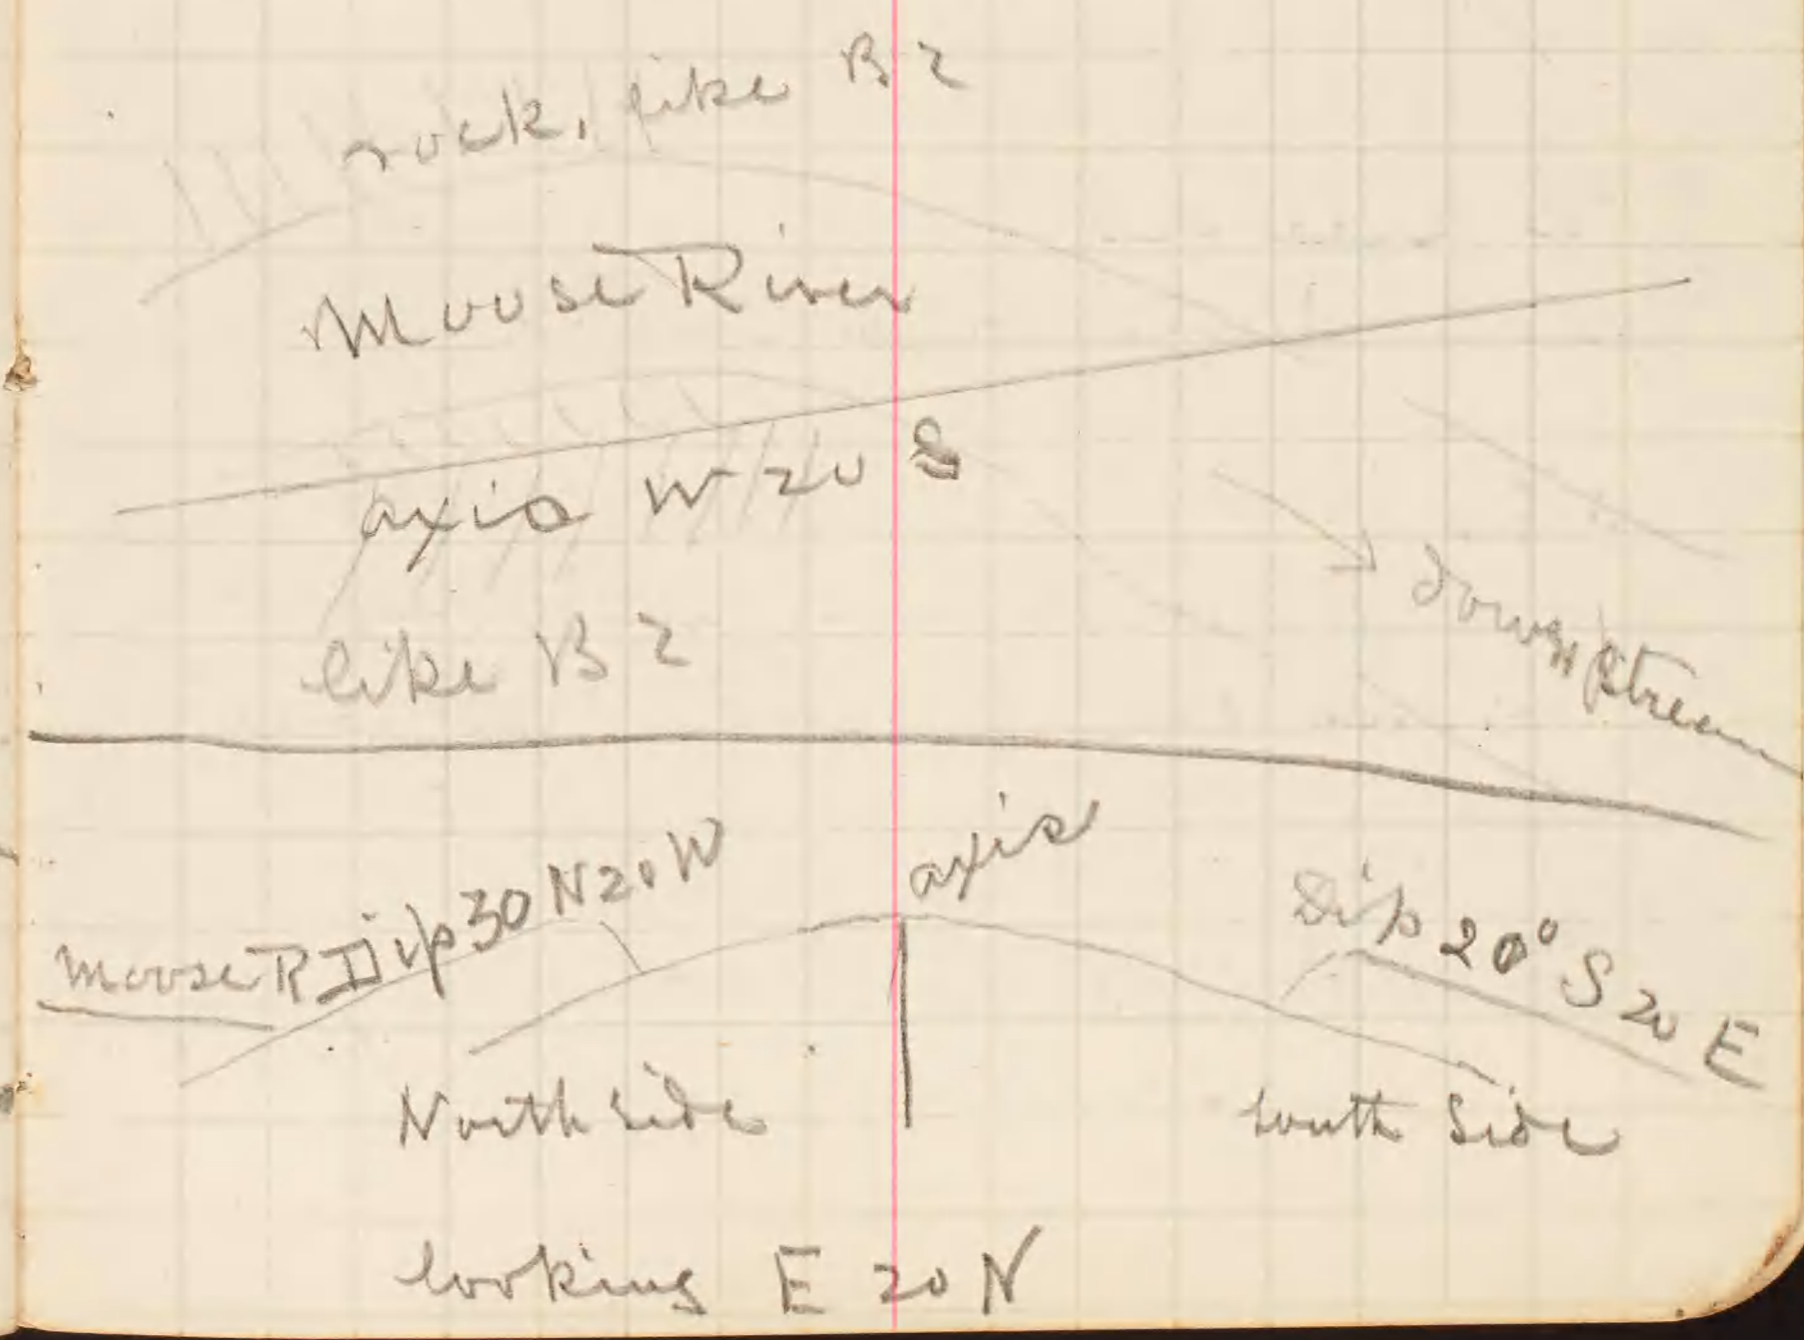 rock, like B 2
Moose River
axis W 20 S
down stream
like B 2
axis
Moose R Dip 30 N 20 W
Dip 20° S 20 E
North Side
South Side
looking E 20 N